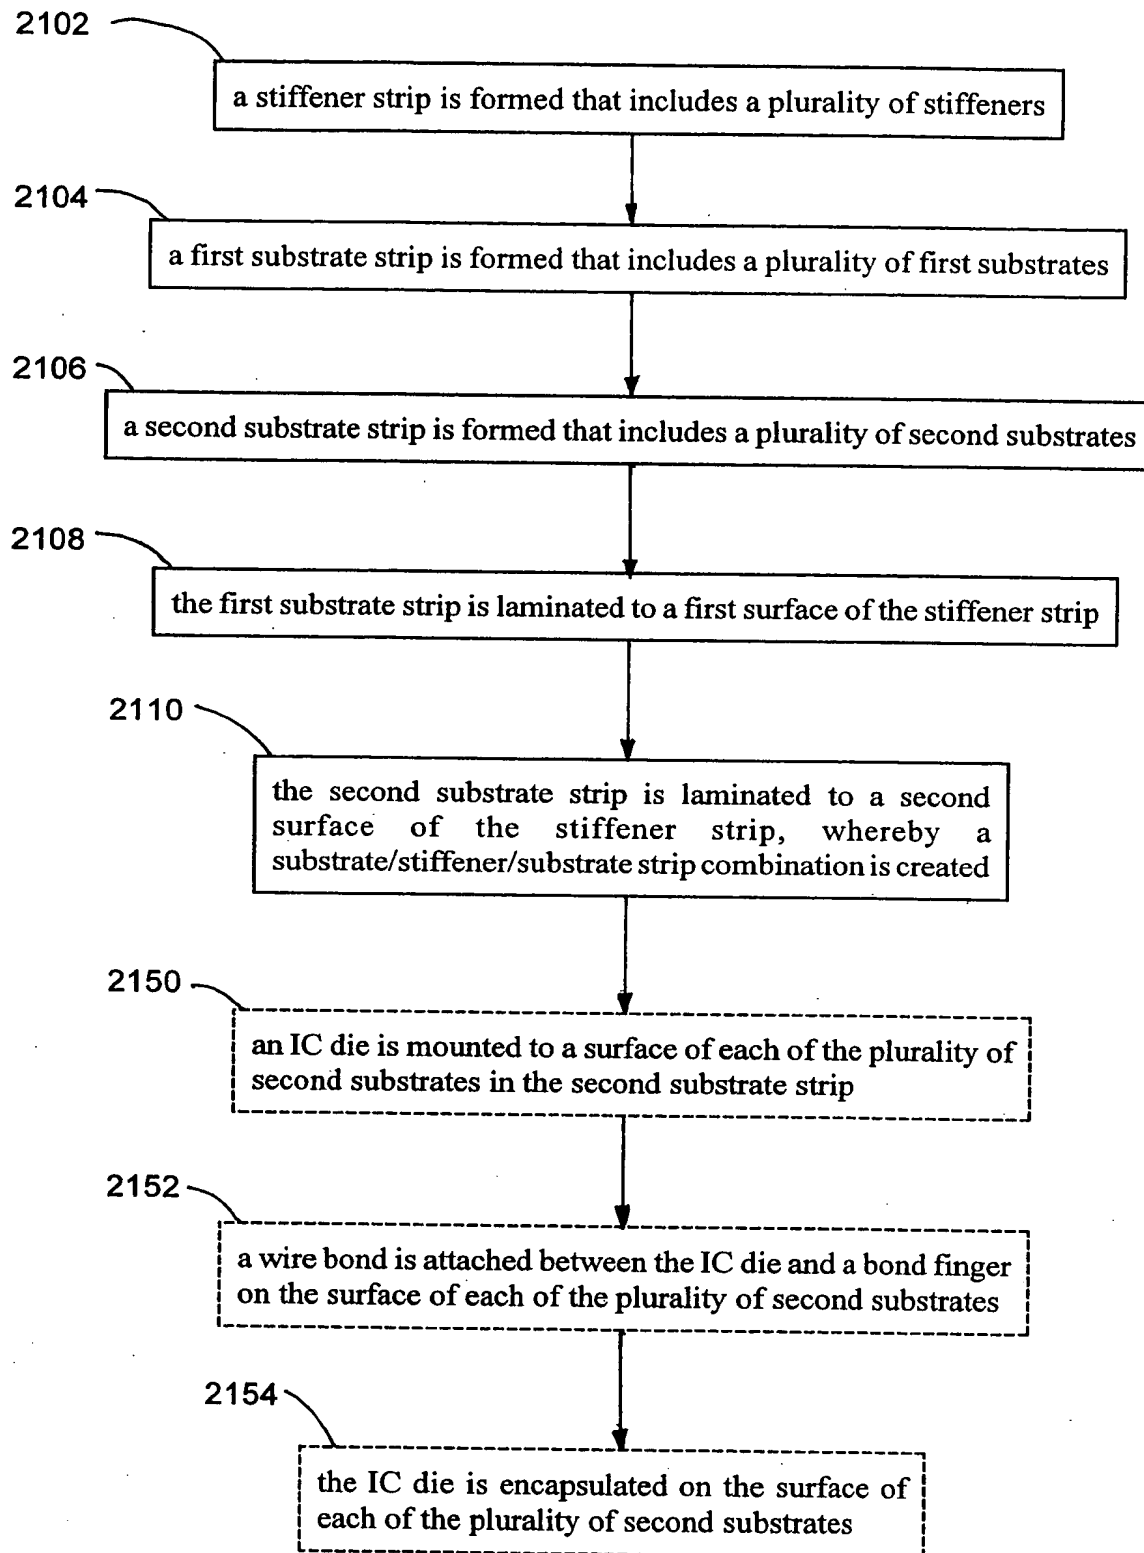 2102
a stiffener strip is formed that includes a plurality of stiffeners
2104
a first substrate strip is formed that includes a plurality of first substrates
2106
a second substrate strip is formed that includes a plurality of second substrates
2108
the first substrate strip is laminated to a first surface of the stiffener strip
2110
the second substrate strip is laminated to a second
surface of the stiffener strip, whereby a
substrate/stiffener/substrate strip combination is created
2150
an IC die is mounted to a surface of each of the plurality of
second substrates in the second substrate strip
2152
a wire bond is attached between the IC die and a bond finger
on the surface of each of the plurality of second substrates
2154
the IC die is encapsulated on the surface of
each of the plurality of second substrates